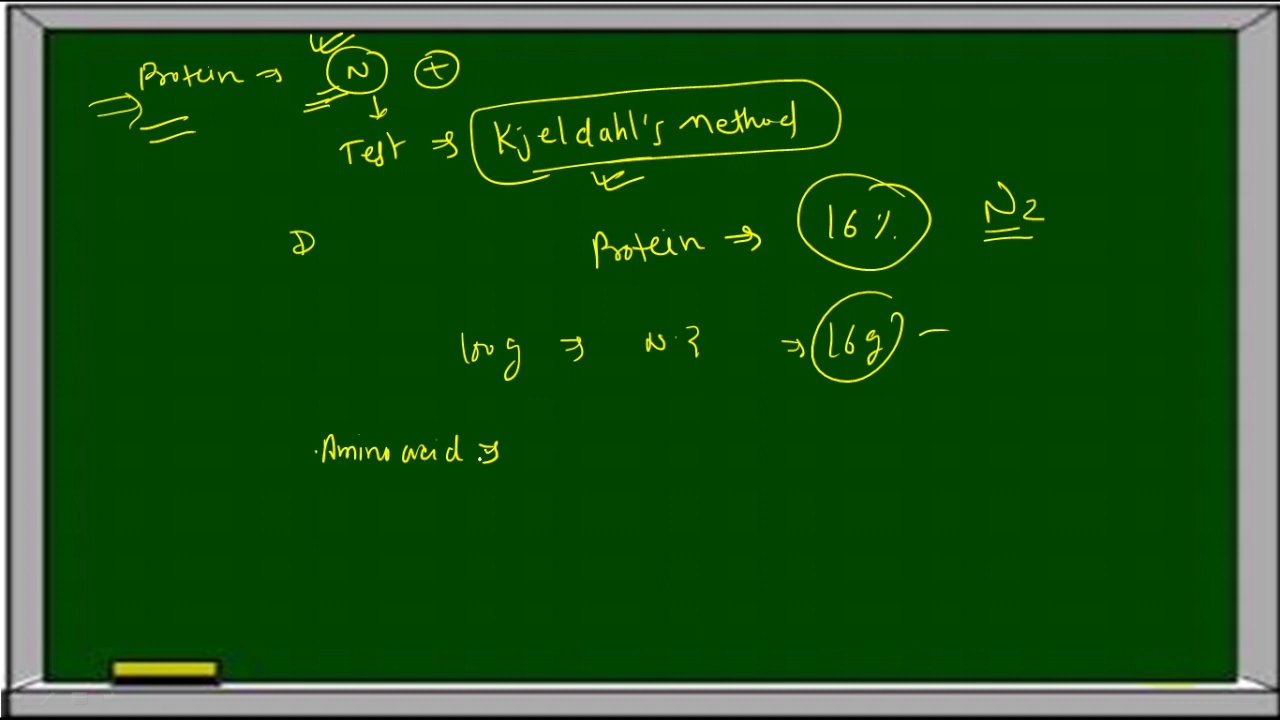 Protein ⇒ N +
Test ⇒ Kjeldahl's Method
Protein ⇒ 16% N2
100g ⇒ N.? ⇒ 16g -
Amino acid ⇒